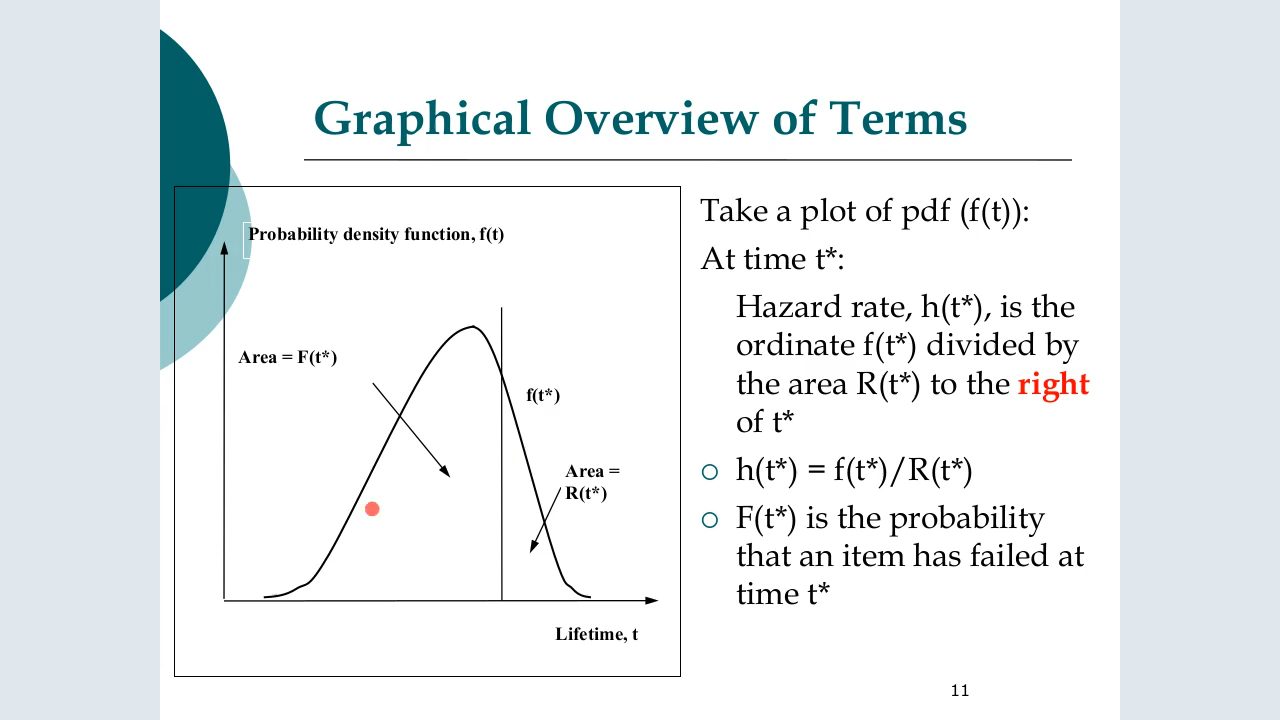 Graphical Overview of Terms
Probability density function, f(t)
Area = F(t*)
f(t*)
Area =
R(t*)
Lifetime, t
Take a plot of pdf (f(t)):
At time t*:
Hazard rate, h(t*), is the
ordinate f(t*) divided by
the area R(t*) to the right
of t*
h(t*) = f(t*)/R(t*)
F(t*) is the probability
that an item has failed at
time t*
11